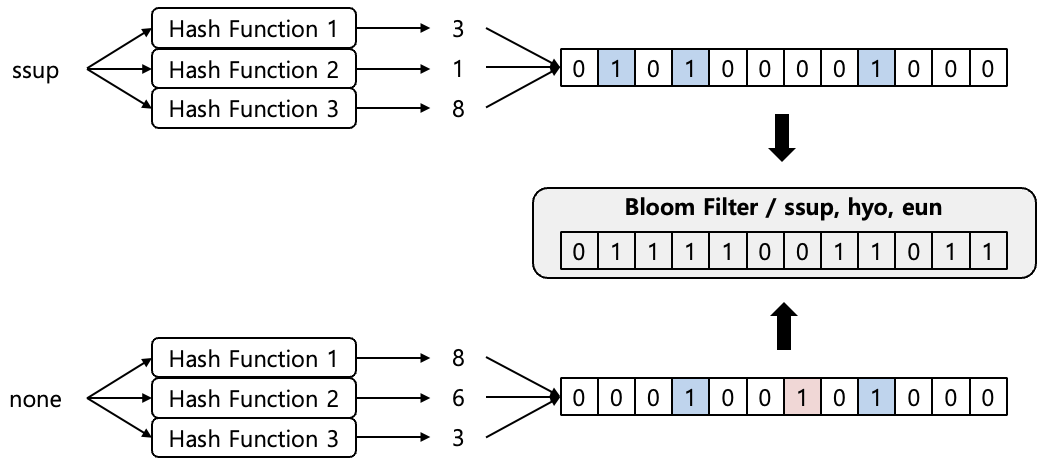 Hash Function 1 3
ssup Hash Function 2 1 0 1 0 1 0 0 0 0 1 0 0 0
Hash Function 3 8
Bloom Filter / ssup, hyo, eun
0 1 1 1 1 0 0 1 1 0 1 1
Hash Function 1 8
none Hash Function 2 6 0 0 0 1 0 0 1 0 1 0 0 0
Hash Function 3 3